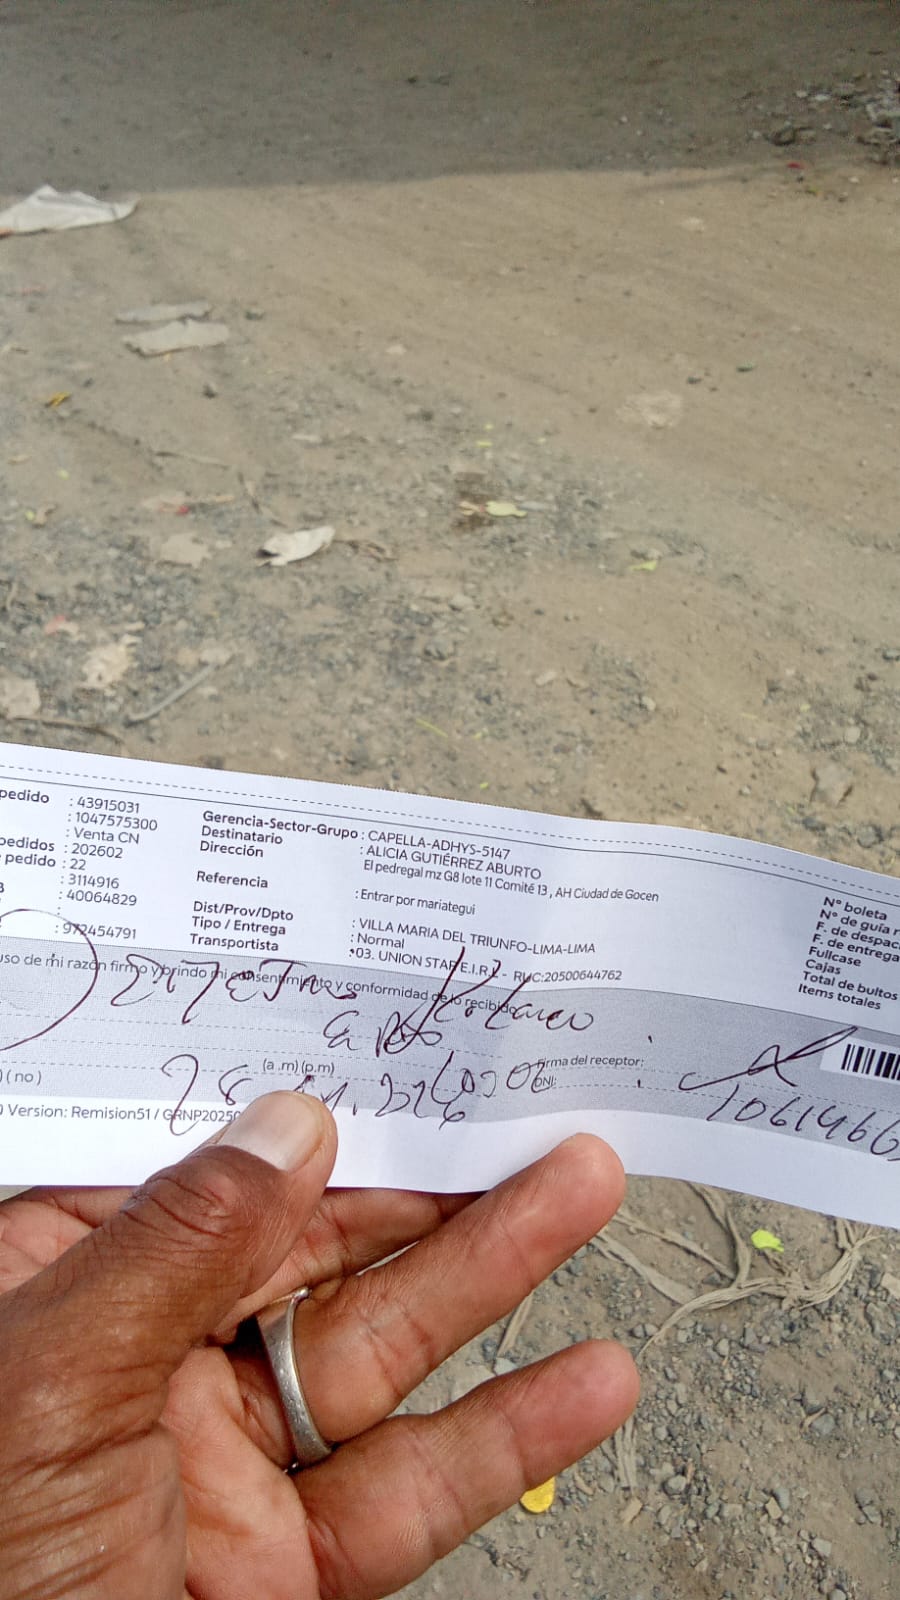 pedido : 43915031
: 1047575300
: Venta CN
pedidos : 202602
pedido : 22
: 3114916
: 40064829
:
: 972454791
Gerencia-Sector-Grupo : CAPELLA-ADHYS-5147
Destinatario : ALICIA GUTIÉRREZ ABURTO
Dirección El pedregal mz G8 lote 11 Comité 13 , AH Ciudad de Gocen
Referencia : Entrar por mariategui
Dist/Prov/Dpto : VILLA MARIA DEL TRIUNFO-LIMA-LIMA
Tipo / Entrega : Normal
Transportista : 03. UNION STAR E.I.R.L - RUC:20500644762
N° boleta
N° de guía r
F. de despac
F. de entrega
Fullcase
Cajas
Total de bultos
Items totales
uso de mi razón firmo y brindo mi consentimiento y conformidad de lo recibido
(a .m) (p.m)
Firma del receptor:
DNI:
1061466
) ( no )
) Version: Remision51 / GRNP2025